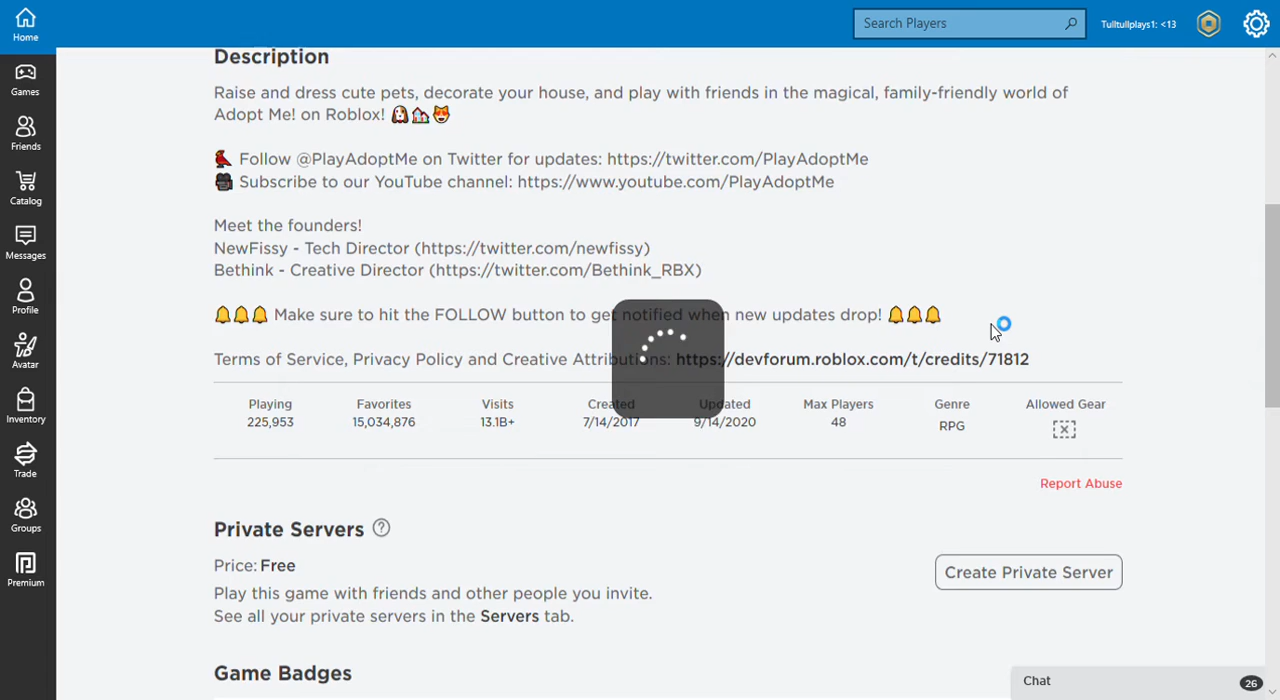 Home
Search Players
Tulltullplays1: <13
Games
Friends
Catalog
Messages
Profile
Avatar
Inventory
Trade
Groups
Premium
Description
Raise and dress cute pets, decorate your house, and play with friends in the magical, family-friendly world of
Adopt Me! on Roblox! 🐶🏠😻
🐦 Follow @PlayAdoptMe on Twitter for updates: https://twitter.com/PlayAdoptMe
🎥 Subscribe to our YouTube channel: https://www.youtube.com/PlayAdoptMe
Meet the founders!
NewFissy - Tech Director (https://twitter.com/newfissy)
Bethink - Creative Director (https://twitter.com/Bethink_RBX)
🔔🔔🔔 Make sure to hit the FOLLOW button to get notified when new updates drop! 🔔🔔🔔
Terms of Service, Privacy Policy and Creative Attributions: https://devforum.roblox.com/t/credits/71812
Playing Favorites Visits Created Updated Max Players Genre Allowed Gear
225,953 15,034,876 13.1B+ 7/14/2017 9/14/2020 48 RPG
Report Abuse
Private Servers ?
Price: Free
Create Private Server
Play this game with friends and other people you invite.
See all your private servers in the Servers tab.
Game Badges
Chat 26